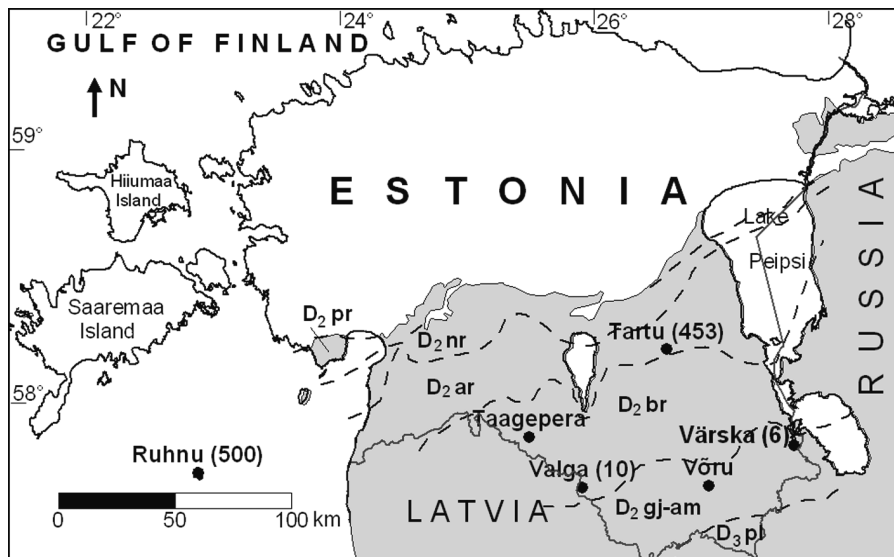 22° 24° 26° 28°
GULF OF FINLAND
N
59°
Hiiumaa
Island
ESTONIA
Lake
Peipsi
RUSSIA
Saaremaa
Island
D2 pr
D2 nr
Tartu (453)
58°
D2 ar
D2 br
Taagepera
Värska (6)
Ruhnu (500)
Valga (10)
Võru
LATVIA
D2 gj-am
D3 pl
0 50 100 km